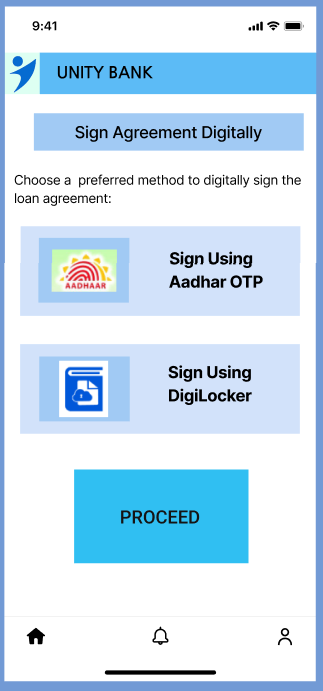 9:41
UNITY BANK
Sign Agreement Digitally
Choose a  preferred method to digitally sign the
loan agreement:
AADHAAR
Sign Using
Aadhar OTP
Sign Using
DigiLocker
PROCEED